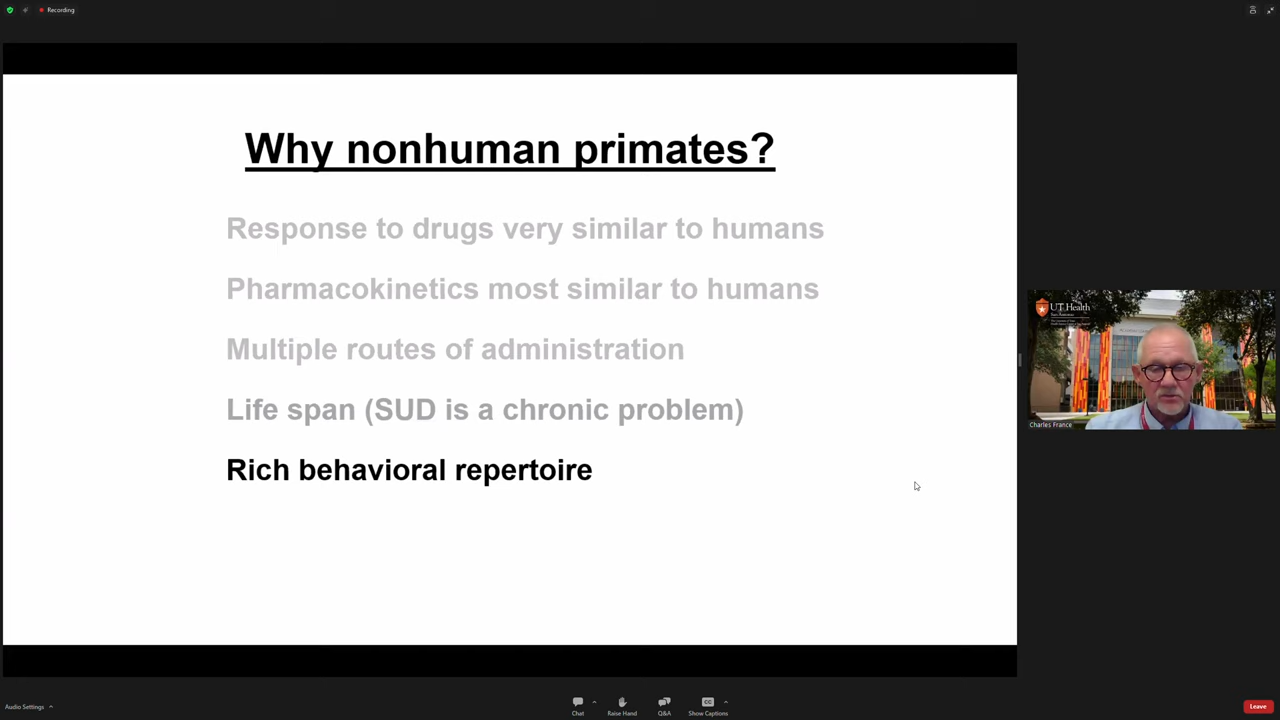 Recording
Why nonhuman primates?
Response to drugs very similar to humans
Pharmacokinetics most similar to humans
Multiple routes of administration
Life span (SUD is a chronic problem)
Rich behavioral repertoire
UT Health
Charles France
Audio Settings
Chat
Raise Hand
Q&A
CC
Show Captions
Leave